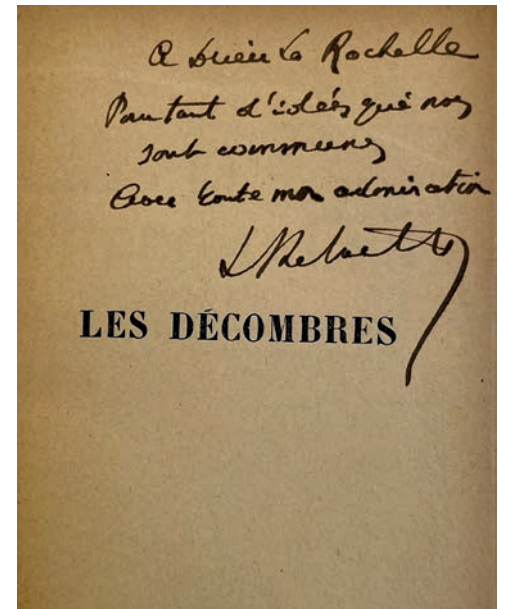 A Drieu La Rochelle
Pour tant d'idées qui nous
sont communes
Avec toute mon admiration
L Rebatet
LES DÉCOMBRES